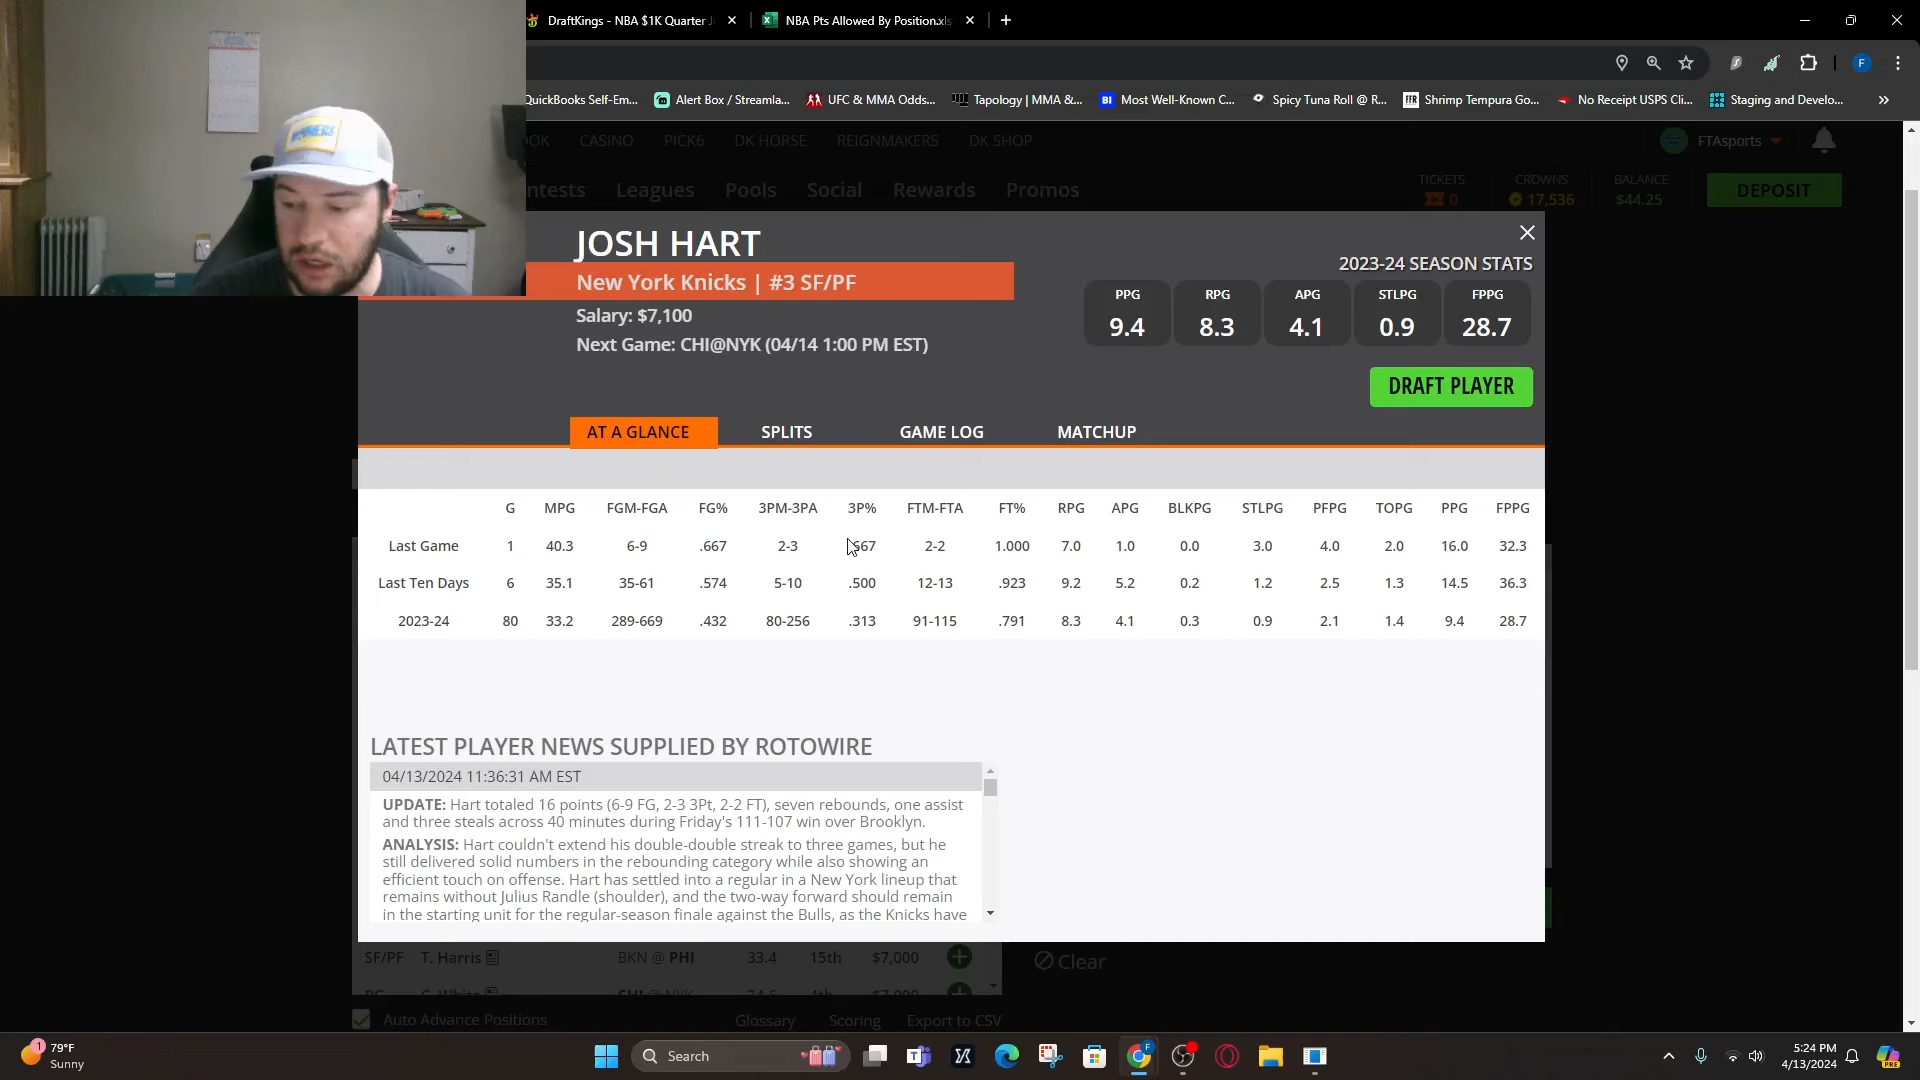 DraftKings - NBA $1K Quarter J
NBA Pts Allowed By Position.xls
QuickBooks Self-Em...
Alert Box / Streamla...
UFC & MMA Odds...
Tapology | MMA &...
Most Well-Known C...
Spicy Tuna Roll @ R...
Shrimp Tempura Go...
No Receipt USPS Cli...
Staging and Develo...
OK
CASINO
PICK6
DK HORSE
REIGNMAKERS
DK SHOP
FTAsports
ntests
Leagues
Pools
Social
Rewards
Promos
TICKETS
0
CROWNS
17,536
BALANCE
$44.25
DEPOSIT
JOSH HART
New York Knicks | #3 SF/PF
Salary: $7,100
Next Game: CHI@NYK (04/14 1:00 PM EST)
2023-24 SEASON STATS
PPG RPG APG STLPG FPPG
9.4 8.3 4.1 0.9 28.7
DRAFT PLAYER
AT A GLANCE SPLITS GAME LOG MATCHUP
G MPG FGM-FGA FG% 3PM-3PA 3P% FTM-FTA FT% RPG APG BLKPG STLPG PFPG TOPG PPG FPPG
Last Game 1 40.3 6-9 .667 2-3 .667 2-2 1.000 7.0 1.0 0.0 3.0 4.0 2.0 16.0 32.3
Last Ten Days 6 35.1 35-61 .574 5-10 .500 12-13 .923 9.2 5.2 0.2 1.2 2.5 1.3 14.5 36.3
2023-24 80 33.2 289-669 .432 80-256 .313 91-115 .791 8.3 4.1 0.3 0.9 2.1 1.4 9.4 28.7
LATEST PLAYER NEWS SUPPLIED BY ROTOWIRE
04/13/2024 11:36:31 AM EST
UPDATE: Hart totaled 16 points (6-9 FG, 2-3 3Pt, 2-2 FT), seven rebounds, one assist
and three steals across 40 minutes during Friday's 111-107 win over Brooklyn.
ANALYSIS: Hart couldn't extend his double-double streak to three games, but he
still delivered solid numbers in the rebounding category while also showing an
efficient touch on offense. Hart has settled into a regular in a New York lineup that
remains without Julius Randle (shoulder), and the two-way forward should remain
in the starting unit for the regular-season finale against the Bulls, as the Knicks have
SF/PF T. Harris BKN @ PHI 33.4 15th $7,000
Clear
Auto Advance Positions
Glossary
Scoring
Export to CSV
79°F
Sunny
Search
5:24 PM
4/13/2024